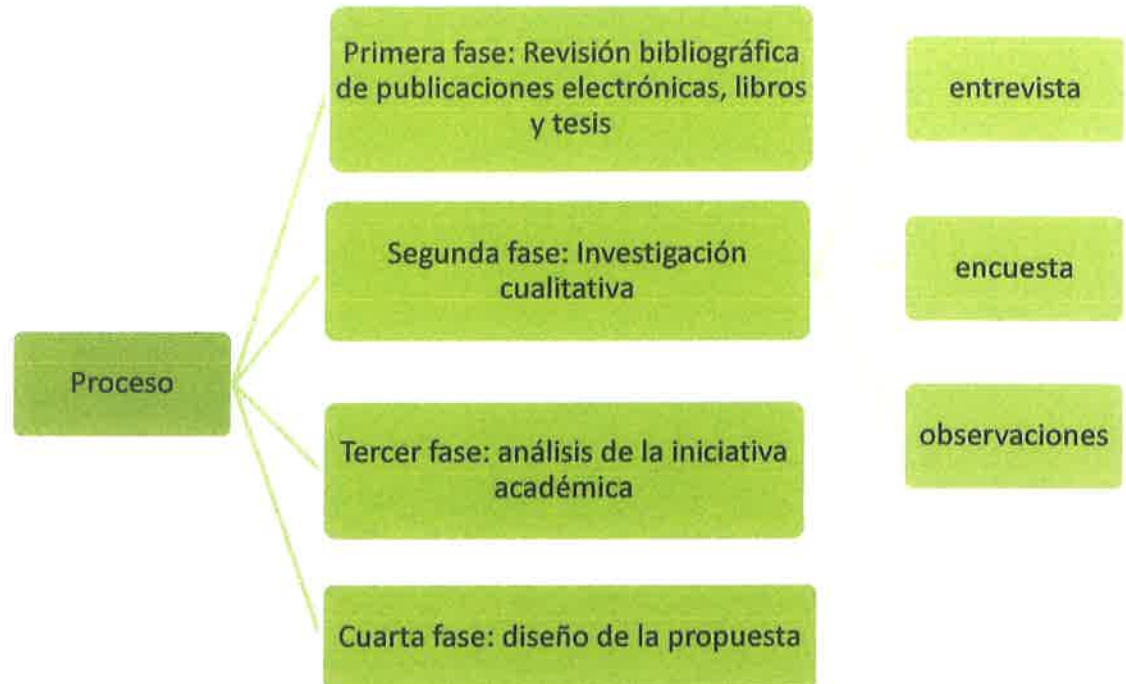 Proceso
Primera fase: Revisión bibliográfica
de publicaciones electrónicas, libros
y tesis
Segunda fase: Investigación
cualitativa
entrevista
encuesta
observaciones
Tercer fase: análisis de la iniciativa
académica
Cuarta fase: diseño de la propuesta